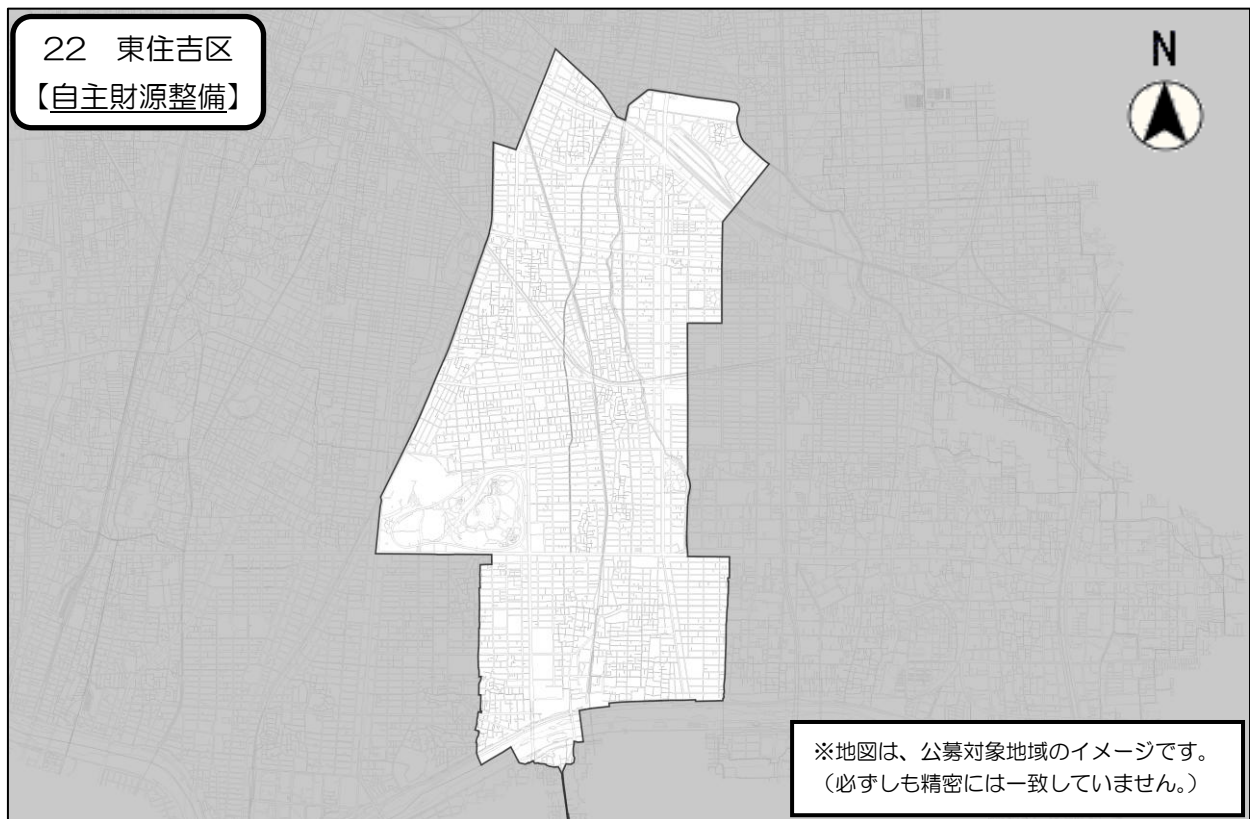 22 東住吉区
【自主財源整備】
N
※地図は、公募対象地域のイメージです。
（必ずしも精密には一致していません。）